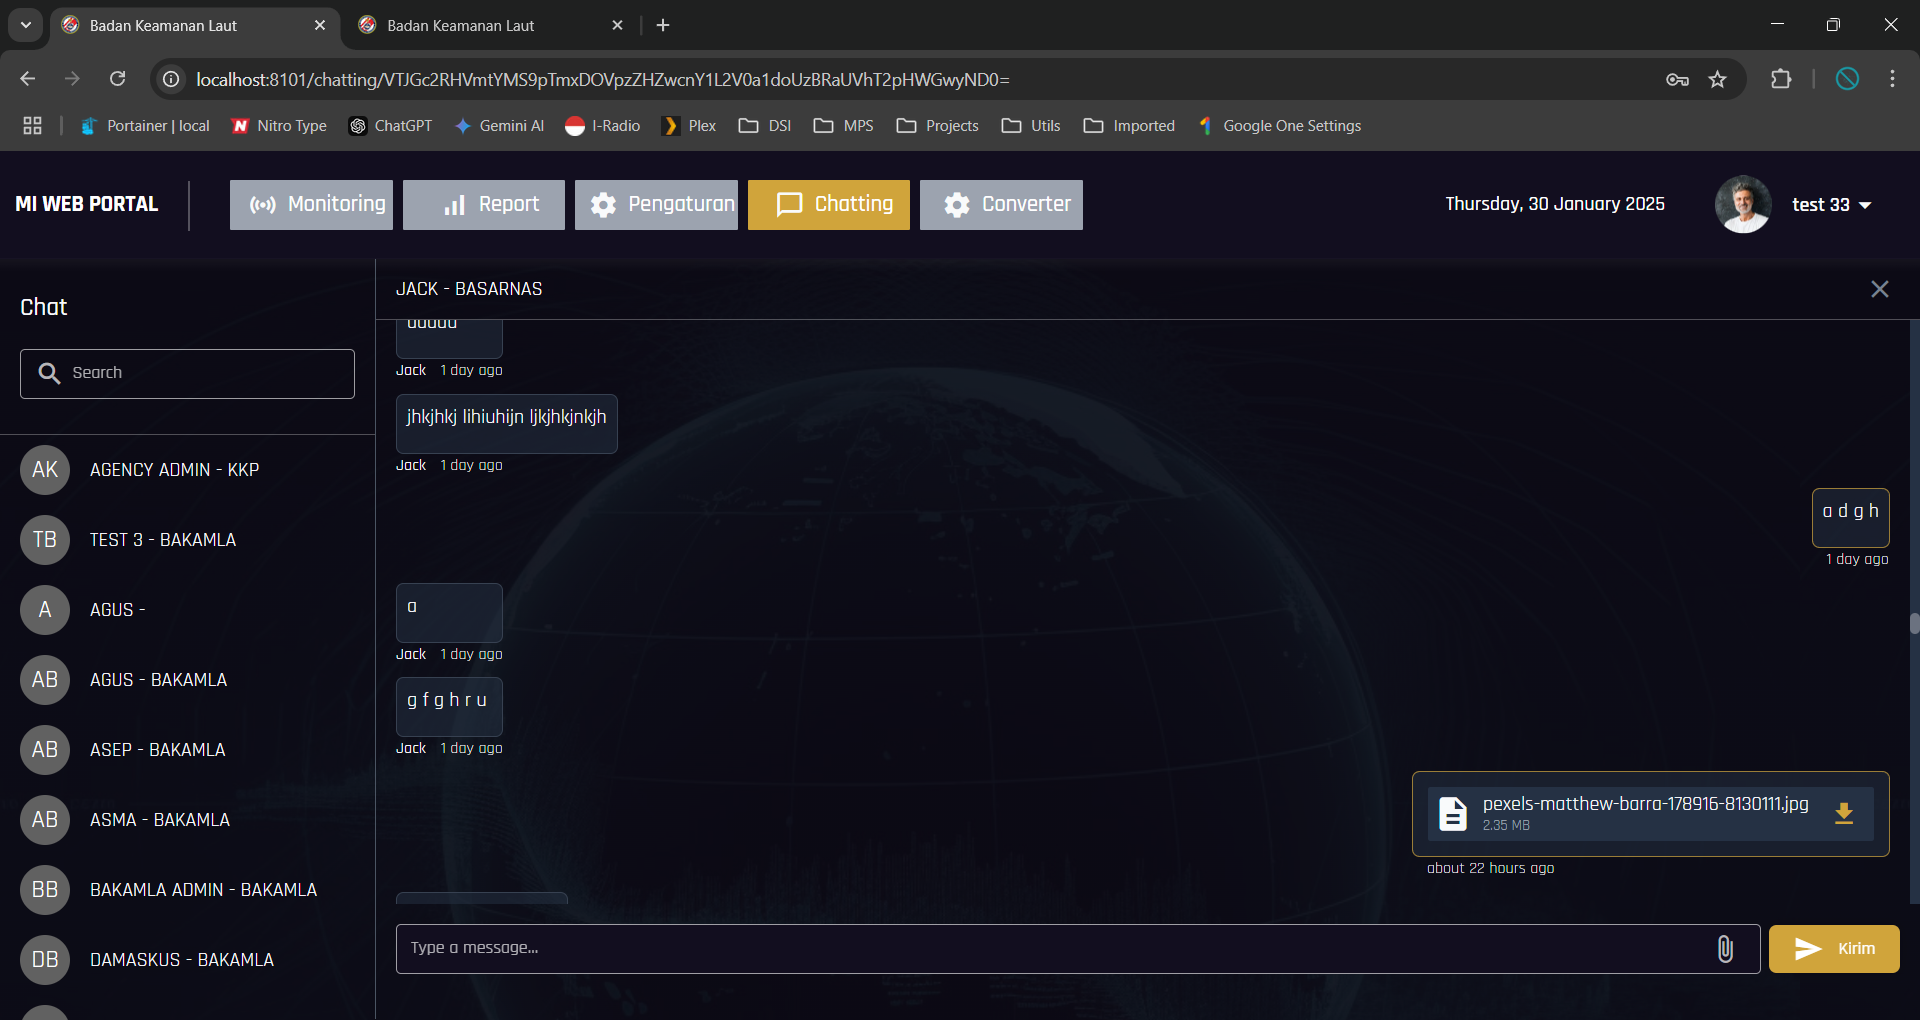 Badan Keamanan Laut
Badan Keamanan Laut
localhost:8101/chatting/VTJGc2RHVmtYMS9pTmxDOVpzZHZwcnY1L2V0a1doUzBRaUVhT2pHWGwyND0=
Portainer | local
Nitro Type
ChatGPT
Gemini AI
I-Radio
Plex
DSI
MPS
Projects
Utils
Imported
Google One Settings
MI WEB PORTAL
Monitoring
Report
Pengaturan
Chatting
Converter
Thursday, 30 January 2025
test 33
Chat
Search
AK AGENCY ADMIN - KKP
TB TEST 3 - BAKAMLA
A AGUS -
AB AGUS - BAKAMLA
AB ASEP - BAKAMLA
AB ASMA - BAKAMLA
BB BAKAMLA ADMIN - BAKAMLA
DB DAMASKUS - BAKAMLA
JACK - BASARNAS
Jack 1 day ago
jhkjhkj lihiuhijn ljkjhkjnkjh
Jack 1 day ago
a d g h
1 day ago
a
Jack 1 day ago
g f g h r u
Jack 1 day ago
pexels-matthew-barra-178916-8130111.jpg
2.35 MB
about 22 hours ago
Type a message...
Kirim